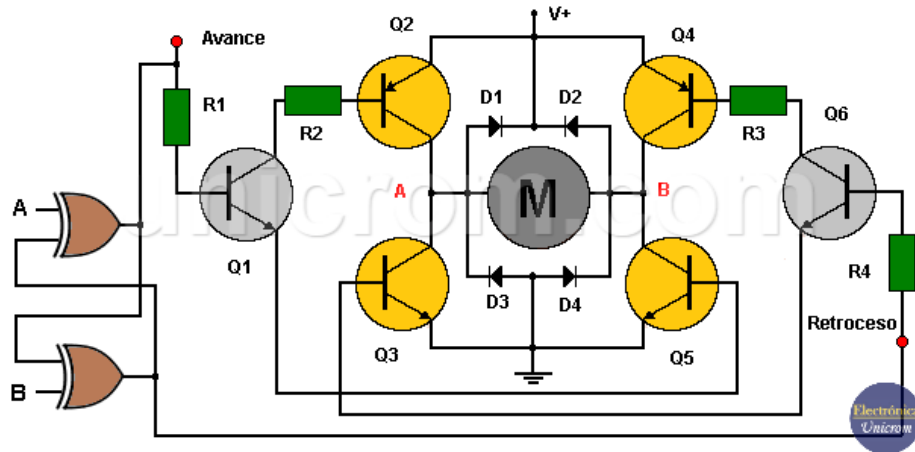 Avance
Q2
V+
Q4
R1
D1
D2
R2
R3
Q6
A
A
M
B
unicrom.com
Q1
R4
D3
D4
Retroceso
Q3
Q5
B
Electrónica
Unicrom